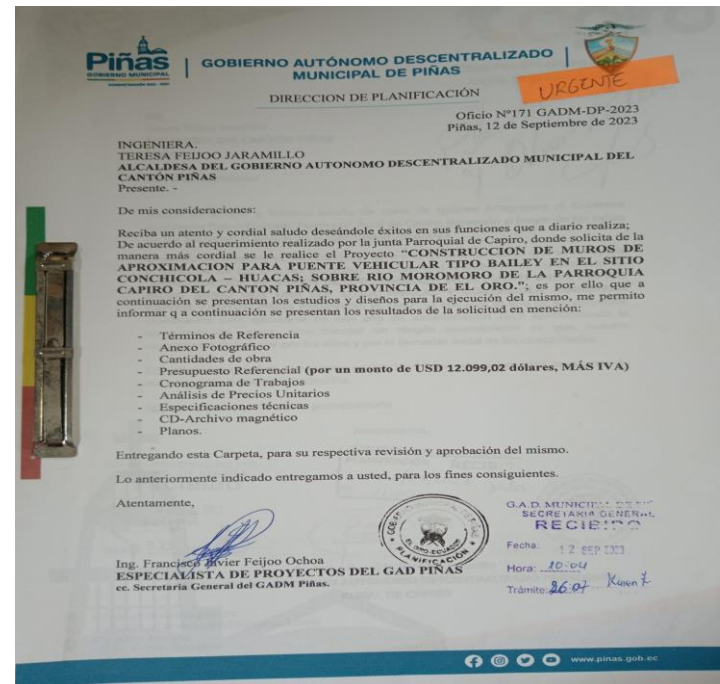 Piñas
GOBIERNO MUNICIPAL
GOBIERNO AUTÓNOMO DESCENTRALIZADO
MUNICIPAL DE PIÑAS
URGENTE
DIRECCION DE PLANIFICACIÓN
Oficio Nº171 GADM-DP-2023
Piñas, 12 de Septiembre de 2023
INGENIERA.
TERESA FEIJOO JARAMILLO
ALCALDESA DEL GOBIERNO AUTONOMO DESCENTRALIZADO MUNICIPAL DEL
CANTÓN PIÑAS
Presente. -
De mis consideraciones:
Reciba un atento y cordial saludo deseándole éxitos en sus funciones que a diario realiza;
De acuerdo al requerimiento realizado por la junta Parroquial de Capiro, donde solicita de la
manera más cordial se le realice el Proyecto “CONSTRUCCION DE MUROS DE
APROXIMACION PARA PUENTE VEHICULAR TIPO BAILEY EN EL SITIO
CONCHICOLA – HUACAS; SOBRE RIO MOROMORO DE LA PARROQUIA
CAPIRO DEL CANTON PIÑAS, PROVINCIA DE EL ORO.”; es por ello que a
continuación se presentan los estudios y diseños para la ejecución del mismo, me permito
informar q a continuación se presentan los resultados de la solicitud en mención:
- Términos de Referencia
- Anexo Fotográfico
- Cantidades de obra
- Presupuesto Referencial (por un monto de USD 12.099,02 dólares, MÁS IVA)
- Cronograma de Trabajos
- Análisis de Precios Unitarios
- Especificaciones técnicas
- CD-Archivo magnético
- Planos.
Entregando esta Carpeta, para su respectiva revisión y aprobación del mismo.
Lo anteriormente indicado entregamos a usted, para los fines consiguientes.
Atentamente,
EL ORO-ECUADOR
PLANIFICACIÓN
G.A.D. MUNICIPAL DE
SECRETARIA GENERAL
RECIBIDO
Fecha: 12 SEP 2023
Hora: 10:04
Trámite: 26.07 Karen
Ing. Francisco Javier Feijoo Ochoa
ESPECIALISTA DE PROYECTOS DEL GAD PIÑAS
cc. Secretaria General del GADM Piñas.
www.pinas.gob.ec